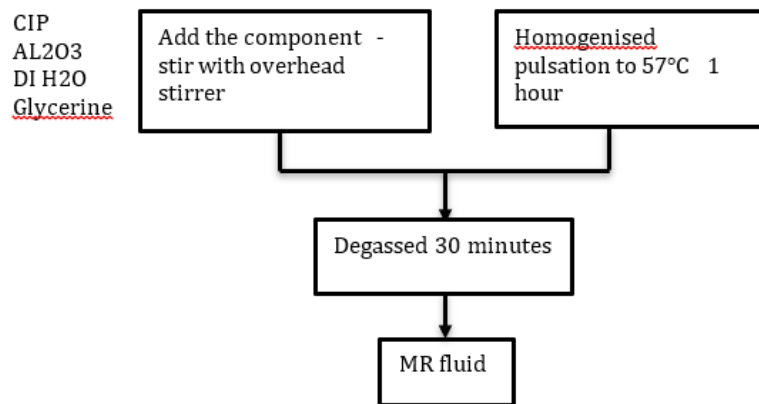 CIP
AL2O3
DI H2O
Glycerine
Add the component -
stir with overhead
stirrer
Homogenised
pulsation to 57°C 1
hour
Degassed 30 minutes
MR fluid